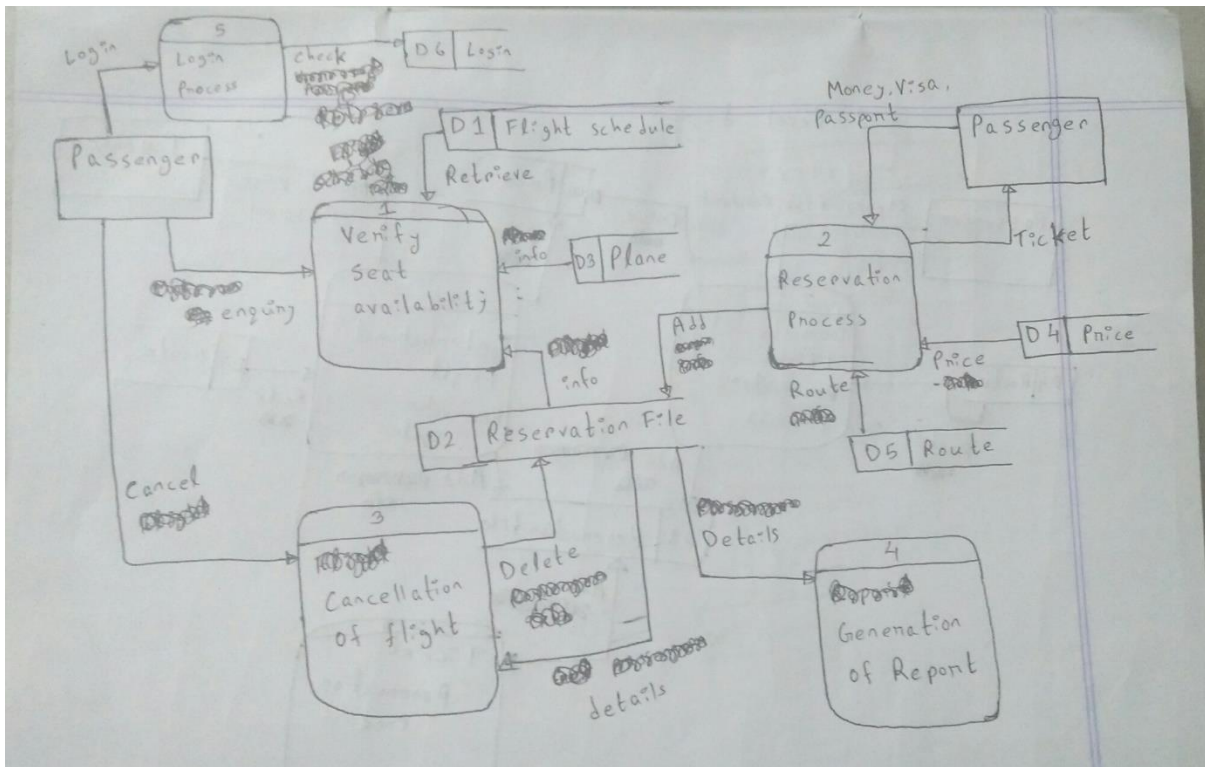 Login
5
Login
Process
check
D6 Login
Passenger
D1 Flight schedule
Retrieve
Money, Visa,
Passport
Passenger
1
Verify
Seat
availability
info
D3 Plane
enquiry
2
Reservation
Process
Ticket
Add
D4 Price
Price
Route
D5 Route
info
D2 Reservation File
Cancel
3
Cancellation
of flight
Delete
details
Details
4
Generation
of Report